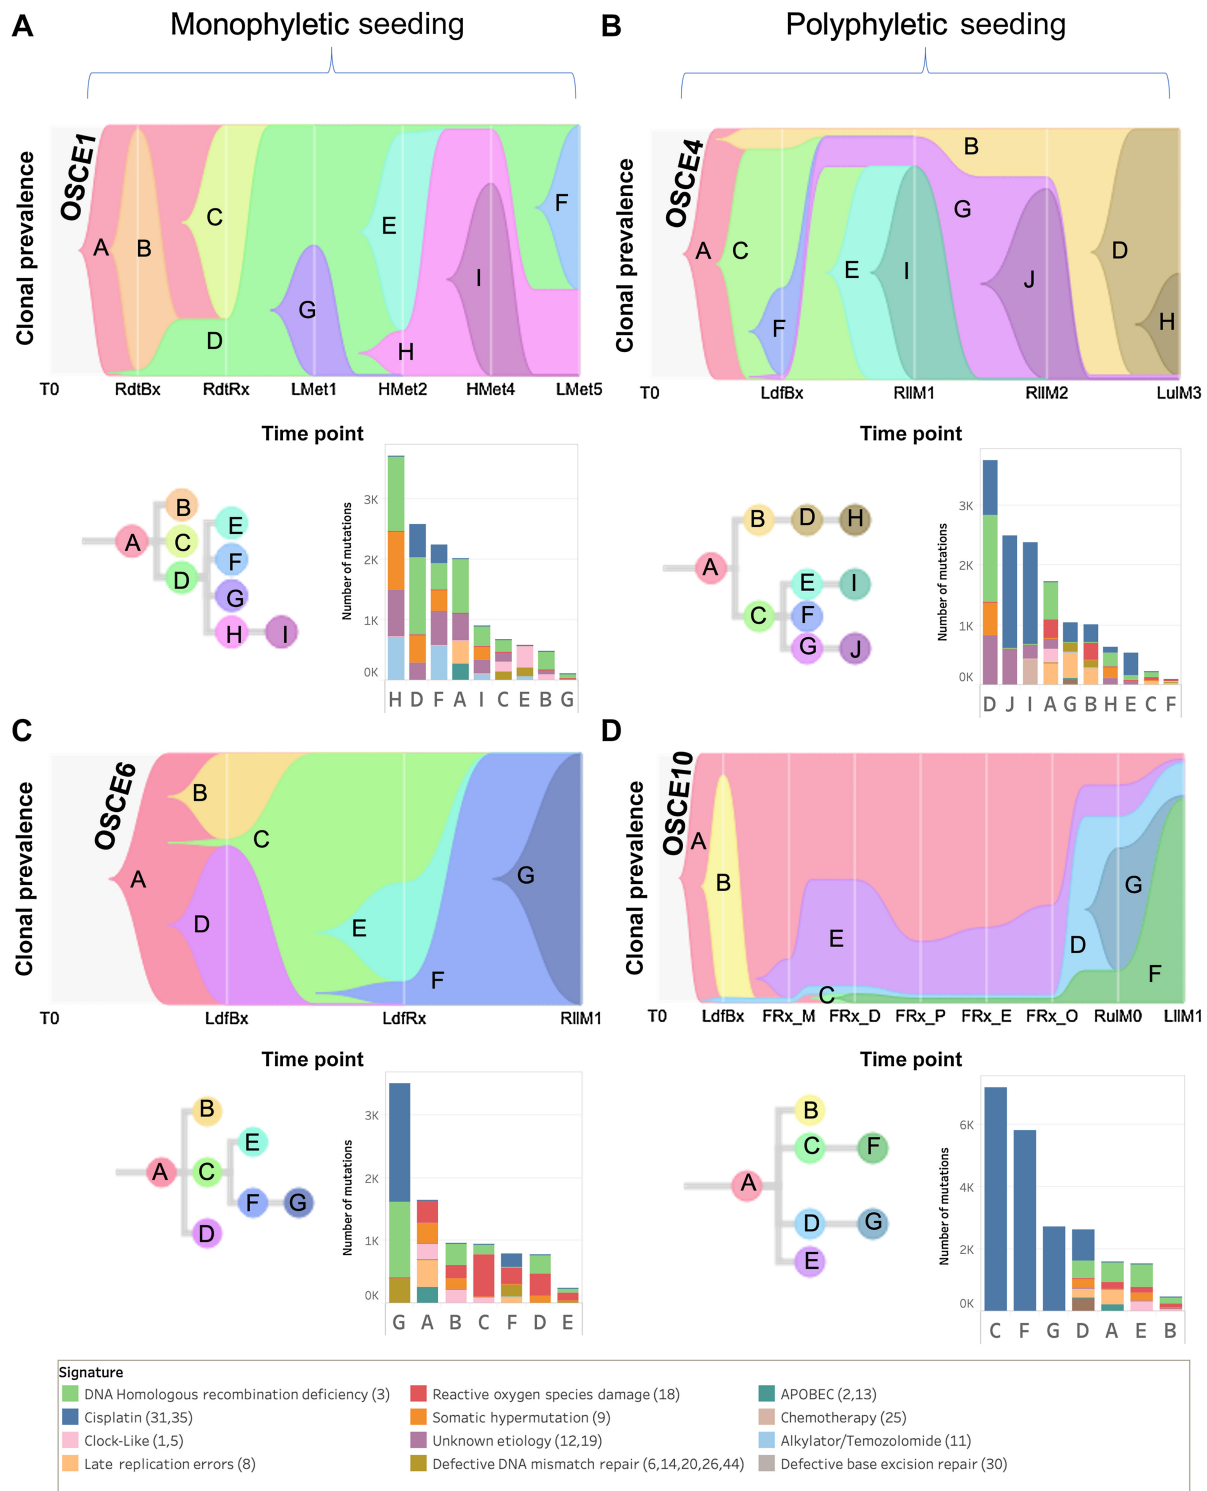 A
Monophyletic seeding
B
Polyphyletic seeding
OSCE1
Clonal prevalence
A
B
C
D
G
E
H
I
F
T0
RdtBx
RdtRx
LMet1
HMet2
HMet4
LMet5
Time point
OSCE4
Clonal prevalence
A
C
F
E
I
B
G
J
D
H
T0
LdfBx
RllM1
RllM2
LulM3
Time point
A
B
C
D
E
F
G
H
I
Number of mutations
3K
2K
1K
0K
H D F A I C E B G
A
B
D
H
C
E
I
F
G
J
Number of mutations
3K
2K
1K
0K
D J I A G B H E C F
C
OSCE6
Clonal prevalence
A
B
C
D
E
F
G
T0
LdfBx
LdfRx
RllM1
Time point
D
OSCE10
Clonal prevalence
A
B
E
C
D
G
F
T0
LdfBx
FRx_M
FRx_D
FRx_P
FRx_E
FRx_O
RulM0
LllM1
Time point
A
B
C
D
E
F
G
Number of mutations
3K
2K
1K
0K
G A B C F D E
A
B
C
F
D
G
E
Number of mutations
6K
4K
2K
0K
C F G D A E B
Signature
DNA Homologous recombination deficiency (3)
Cisplatin (31,35)
Clock-Like (1,5)
Late replication errors (8)
Reactive oxygen species damage (18)
Somatic hypermutation (9)
Unknown etiology (12,19)
Defective DNA mismatch repair (6,14,20,26,44)
APOBEC (2,13)
Chemotherapy (25)
Alkylator/Temozolomide (11)
Defective base excision repair (30)